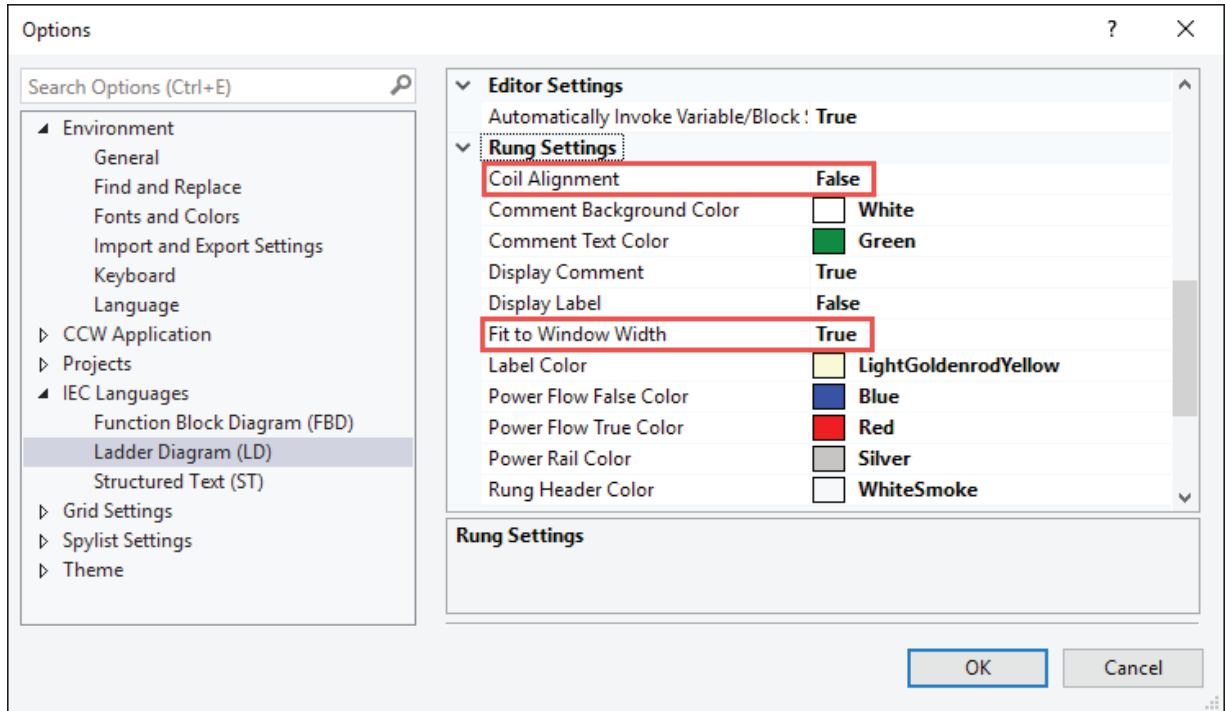 Options
?
Search Options (Ctrl+E)
Environment
General
Find and Replace
Fonts and Colors
Import and Export Settings
Keyboard
Language
CCW Application
Projects
IEC Languages
Function Block Diagram (FBD)
Ladder Diagram (LD)
Structured Text (ST)
Grid Settings
Spylist Settings
Theme
Editor Settings
Automatically Invoke Variable/Block True
Rung Settings
Coil Alignment False
Comment Background Color White
Comment Text Color Green
Display Comment True
Display Label False
Fit to Window Width True
Label Color LightGoldenrodYellow
Power Flow False Color Blue
Power Flow True Color Red
Power Rail Color Silver
Rung Header Color WhiteSmoke
Rung Settings
OK Cancel